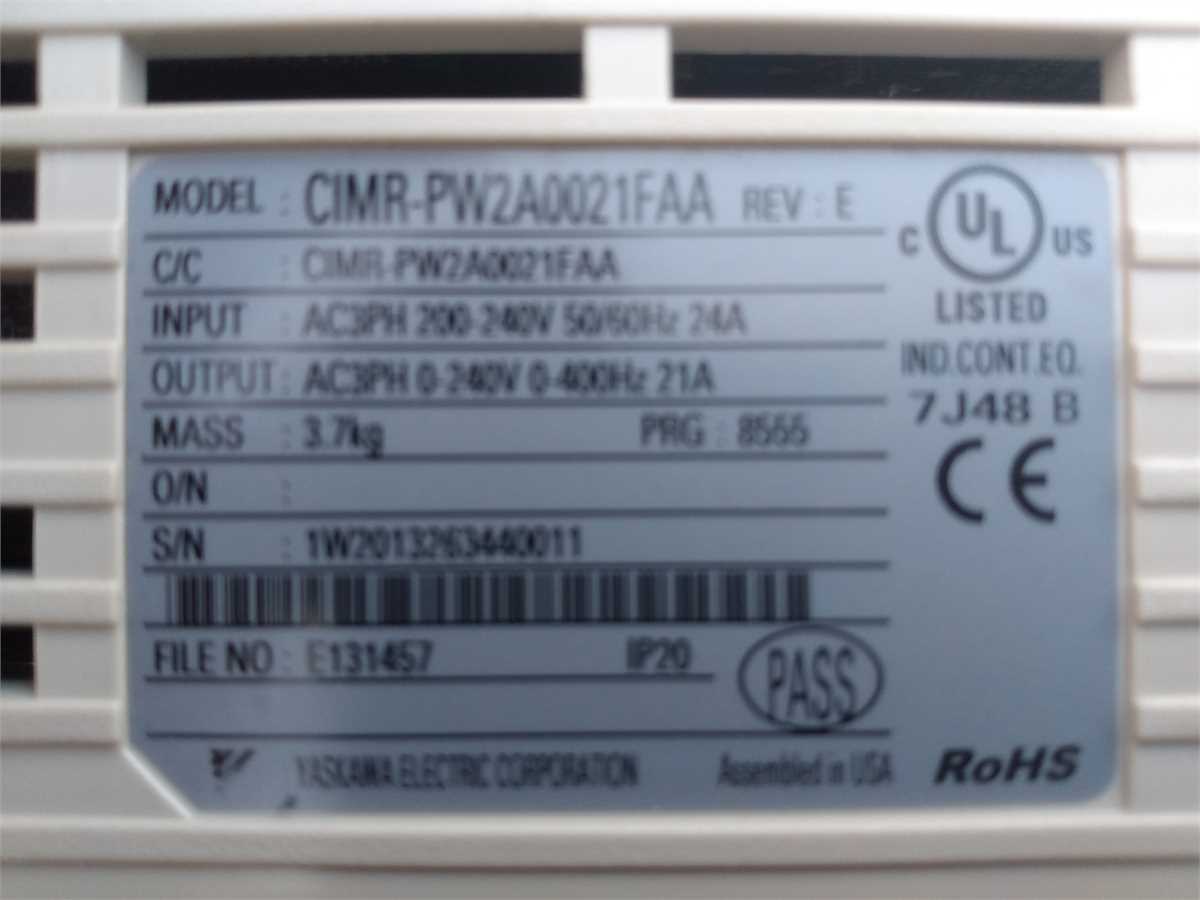 MODEL : CIMR-PW2A0021FAA REV : E
C/C : CIMR-PW2A0021FAA
INPUT : AC3PH 200-240V 50/60Hz 24A
OUTPUT : AC3PH 0-240V 0-400Hz 21A
MASS : 3.7kg PRG : 8555
O/N :
S/N : 1W2013263440011
FILE NO : E131457 IP20
PASS
YASKAWA ELECTRIC CORPORATION Assembled in USA
C UL US
LISTED
IND.CONT.EQ.
7J48 B
CE
RoHS